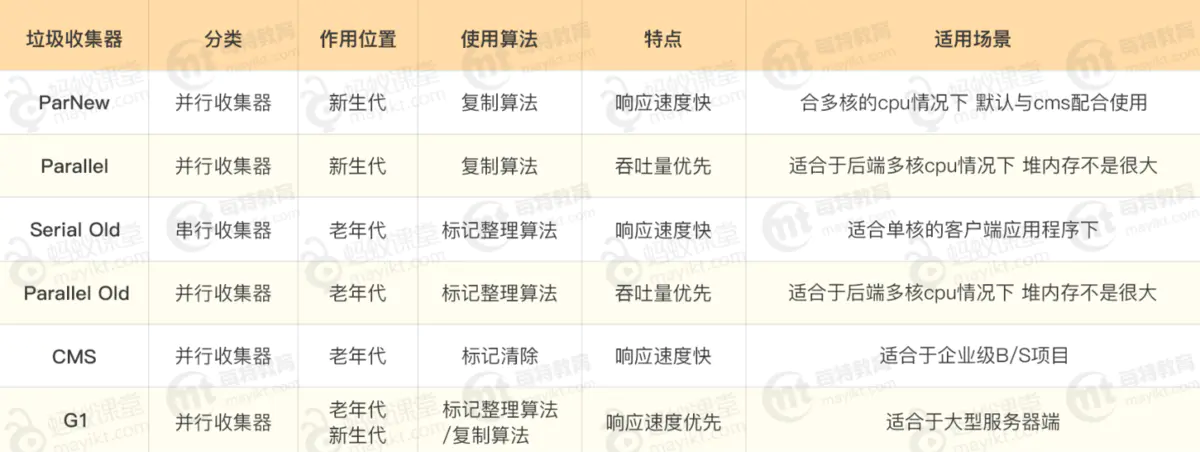 垃圾收集器 分类 作用位置 使用算法 特点 适用场景
ParNew 并行收集器 新生代 复制算法 响应速度快 合多核的cpu情况下 默认与cms配合使用
Parallel 并行收集器 新生代 复制算法 吞吐量优先 适合于后端多核cpu情况下 堆内存不是很大
Serial Old 串行收集器 老年代 标记整理算法 响应速度快 适合单核的客户端应用程序下
Parallel Old 并行收集器 老年代 标记整理算法 吞吐量优先 适合于后端多核cpu情况下 堆内存不是很大
CMS 并行收集器 老年代 标记清除 响应速度快 适合于企业级B/S项目
G1 并行收集器 老年代 新生代 标记整理算法 /复制算法 响应速度优先 适合于大型服务器端
蚂蚁课堂
mayikt.com
每特教育
mayikt.com